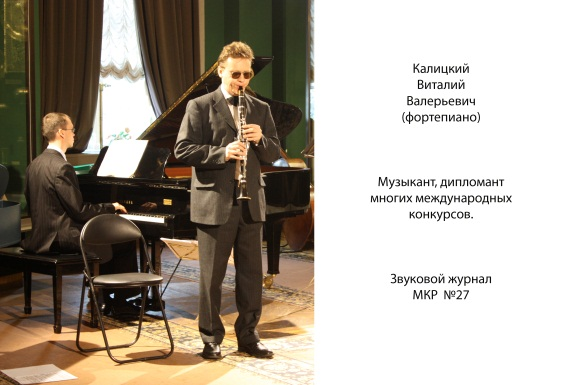 Калицкий
Виталий
Валерьевич
(фортепиано)
Музыкант, дипломант
многих международных
конкурсов.
Звуковой журнал
МКР №27